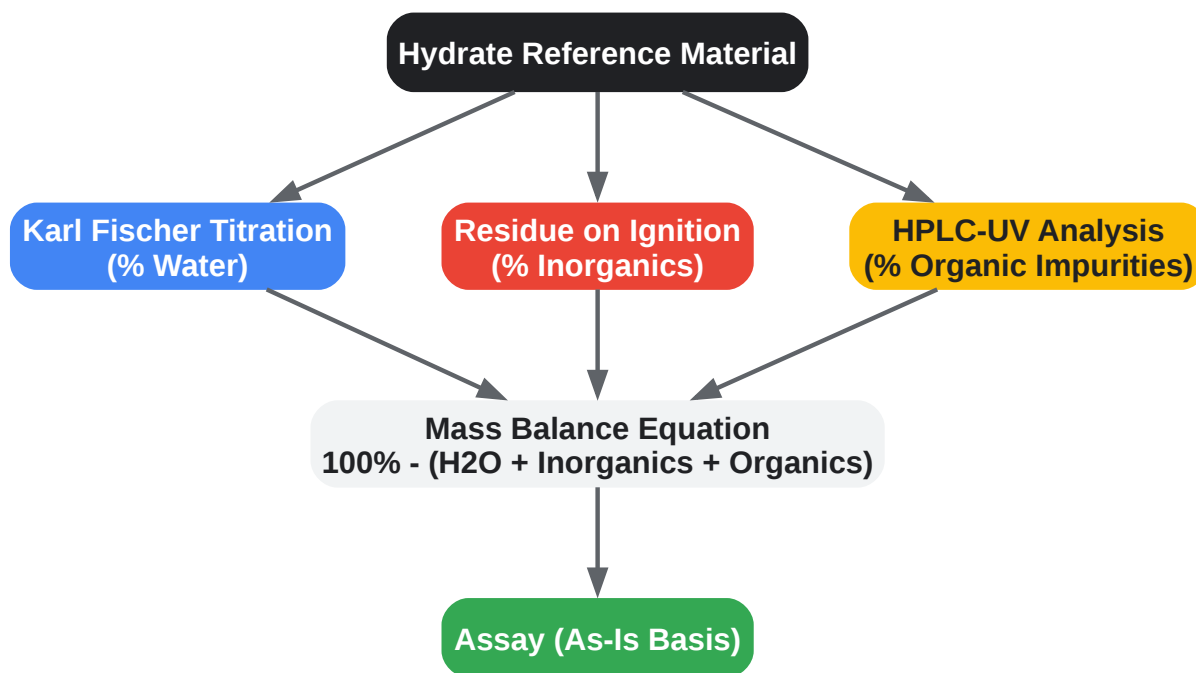 Hydrate Reference Material
Karl Fischer Titration
(% Water)
Residue on Ignition
(% Inorganics)
HPLC-UV Analysis
(% Organic Impurities)
Mass Balance Equation
100% - (H2O + Inorganics + Organics)
Assay (As-Is Basis)